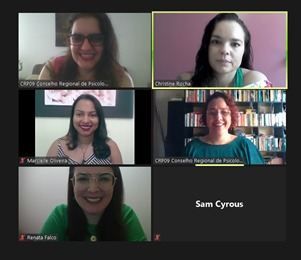 CRP09 Conselho Regional de Psicolo...
Christine Rocha
Marcielle Oliveira
CRP09 Conselho Regional de Psicolo...
Renata Falco
Sam Cyrous